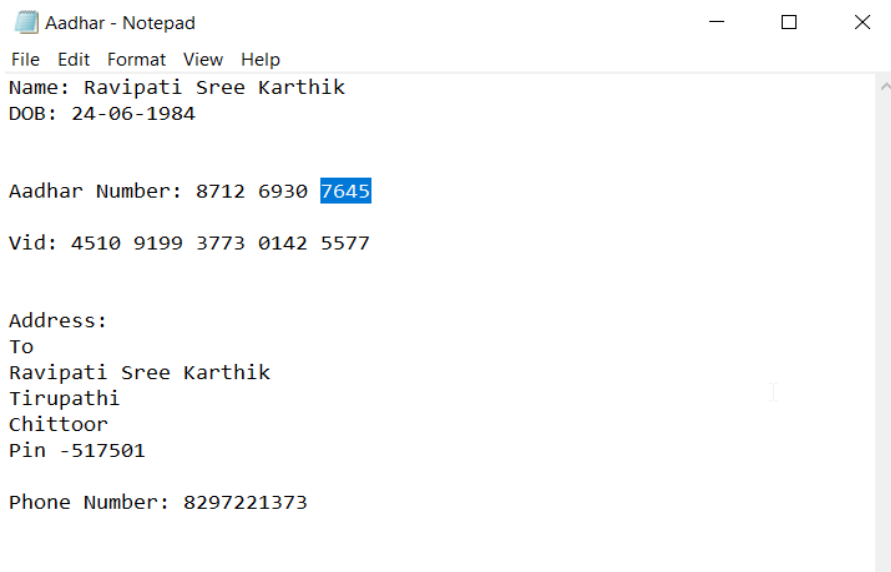 Aadhar - Notepad
File Edit Format View Help
Name: Ravipati Sree Karthik
DOB: 24-06-1984
Aadhar Number: 8712 6930 7645
Vid: 4510 9199 3773 0142 5577
Address:
To
Ravipati Sree Karthik
Tirupathi
Chittoor
Pin -517501
Phone Number: 8297221373